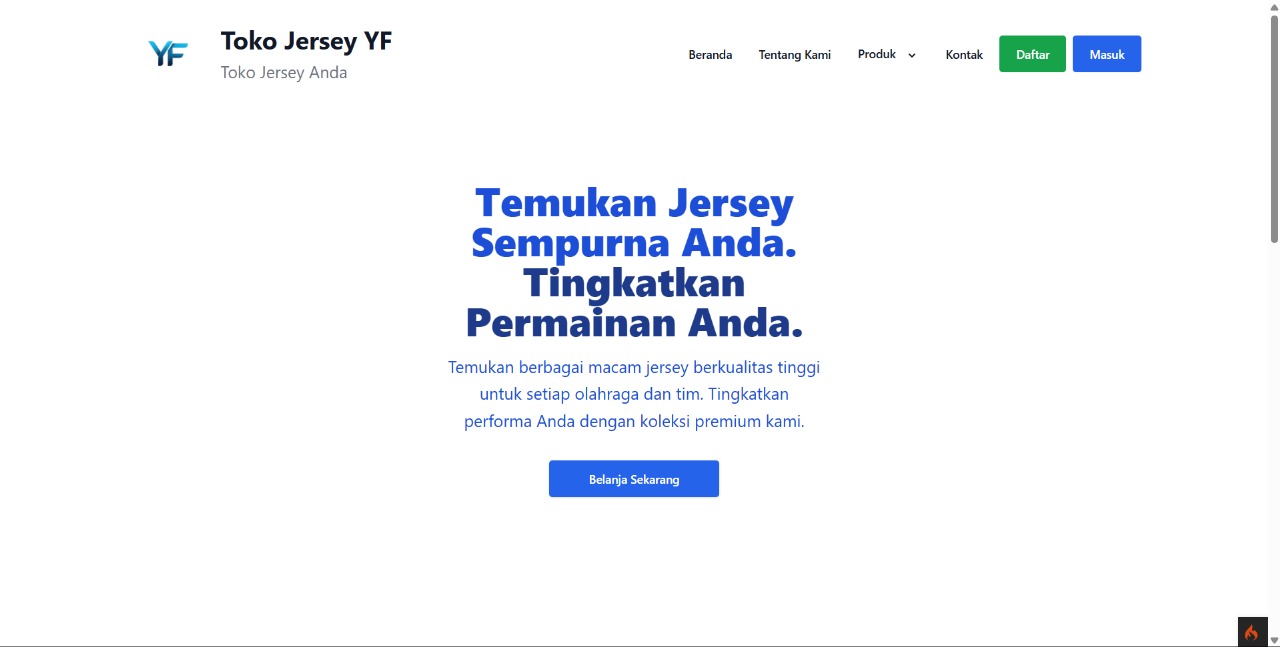 YF
Toko Jersey YF
Toko Jersey Anda
Beranda
Tentang Kami
Produk
Kontak
Daftar
Masuk
Temukan Jersey
Sempurna Anda.
Tingkatkan
Permainan Anda.
Temukan berbagai macam jersey berkualitas tinggi
untuk setiap olahraga dan tim. Tingkatkan
performa Anda dengan koleksi premium kami.
Belanja Sekarang